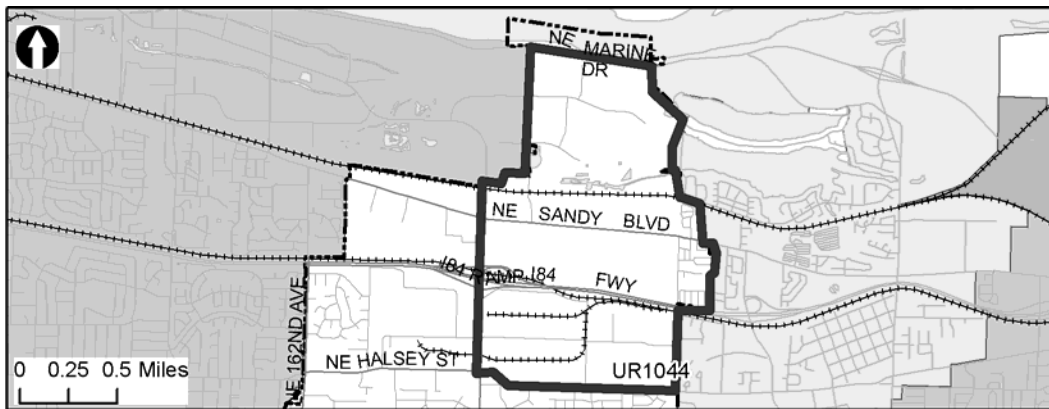 NE MARINE
DR
NE SANDY BLVD
I84 RAMP I84 FWY
NE 162ND AVE
NE HALSEY ST
UR1044
0 0.25 0.5 Miles